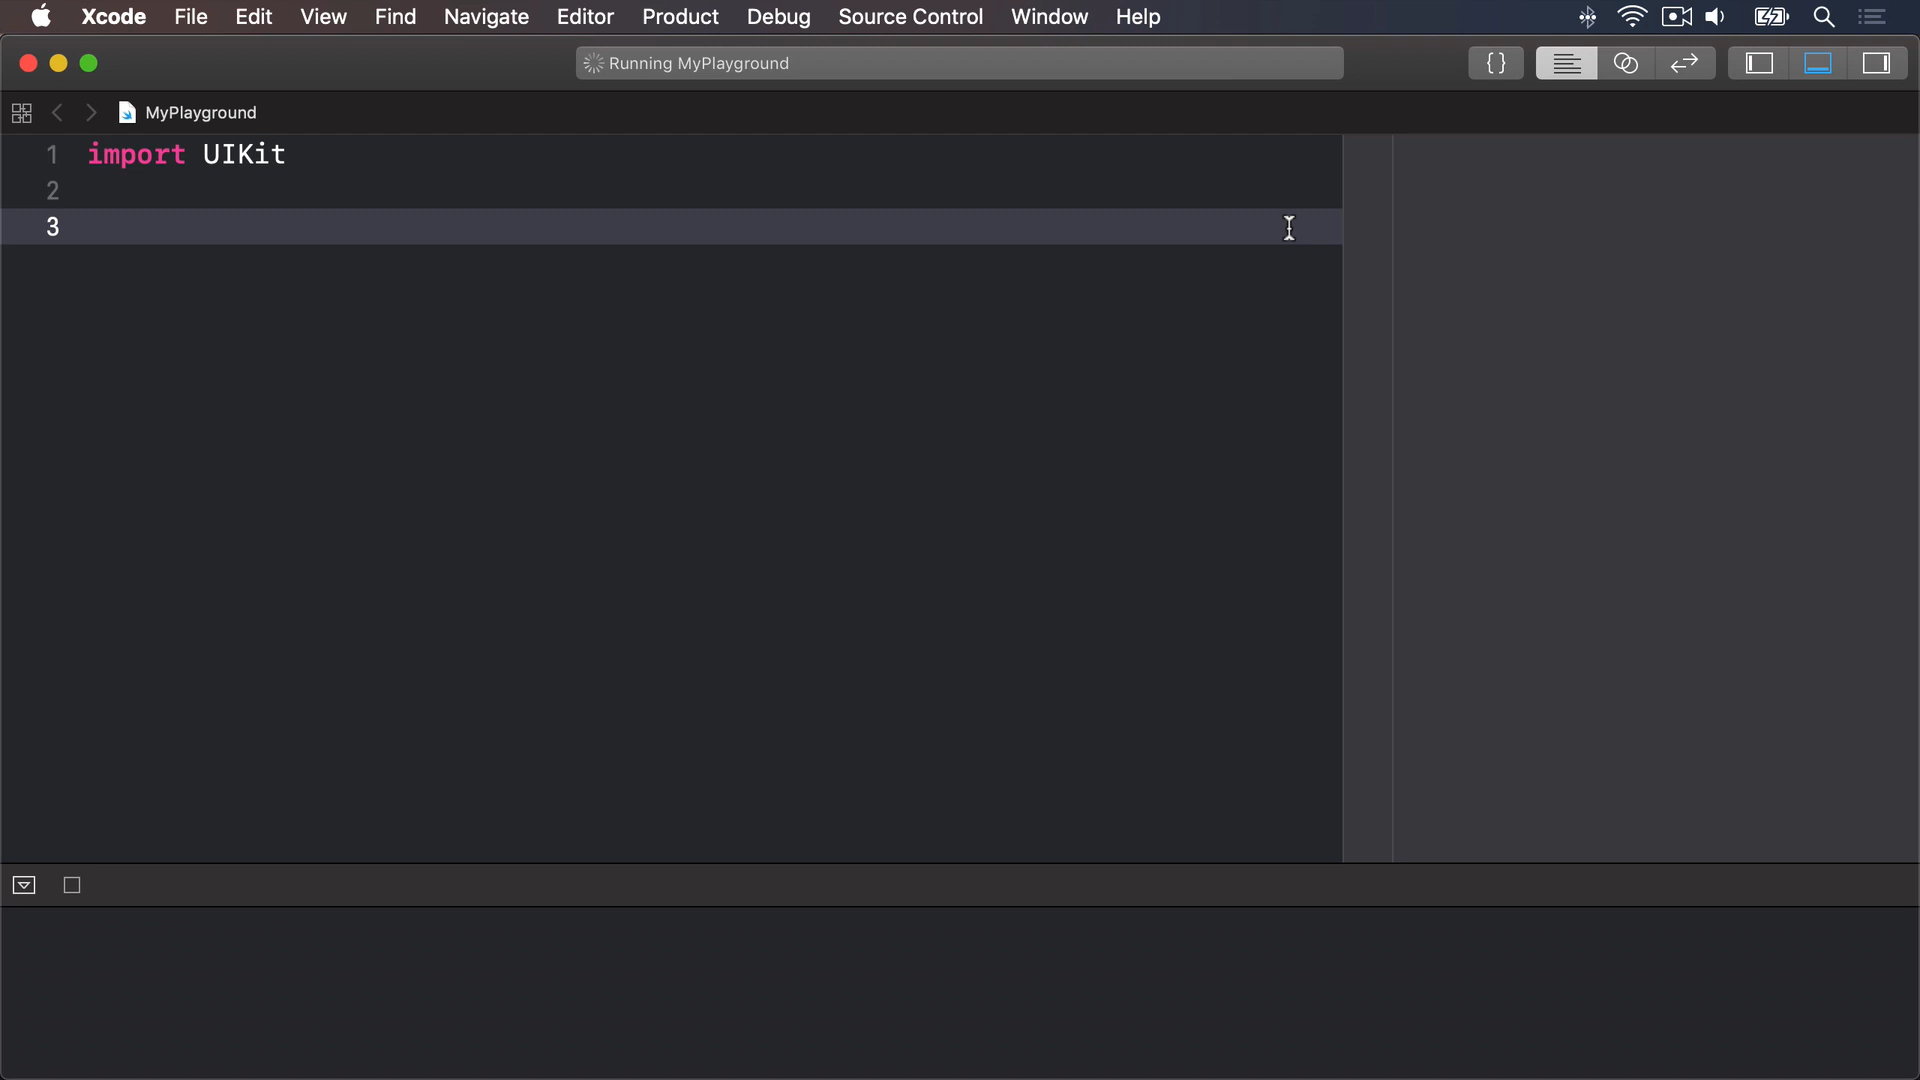 Xcode File Edit View Find Navigate Editor Product Debug Source Control Window Help
Running MyPlayground
{}
MyPlayground
1 import UIKit
2
3